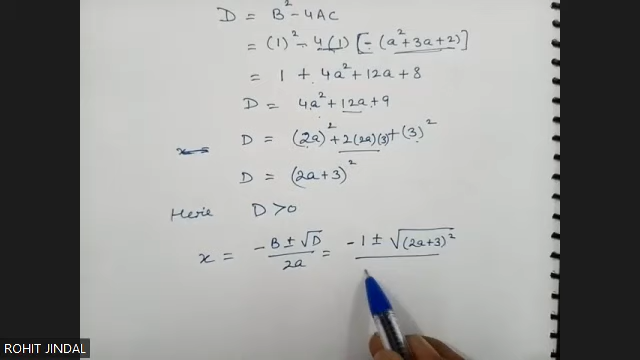 D = B² - 4AC
= (1)² - 4(1) [-(a²+3a+2)]
= 1 + 4a² + 12a + 8
D = 4a² + 12a + 9
D = (2a)² + 2(2a)(3) + (3)²
D = (2a+3)²
Here D > 0
x = -B ± √D / 2a = -1 ± √(2a+3)²
ROHIT JINDAL